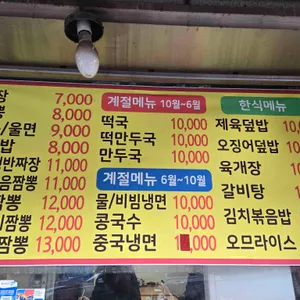 장 7,000
짬뽕 8,000
/울면 9,000
밥 8,000
반짜장 11,000
음짬뽕 11,000
짬뽕 12,000
짬뽕 12,000
짬뽕 13,000
계절메뉴 10월~6월
떡국 10,000
떡만두국 10,000
만두국 10,000
계절메뉴 6월~10월
물/비빔냉면 10,000
콩국수 10,000
중국냉면 1,000
한식메뉴
제육덮밥
오징어덮밥
육개장
갈비탕
김치볶음밥
오므라이스